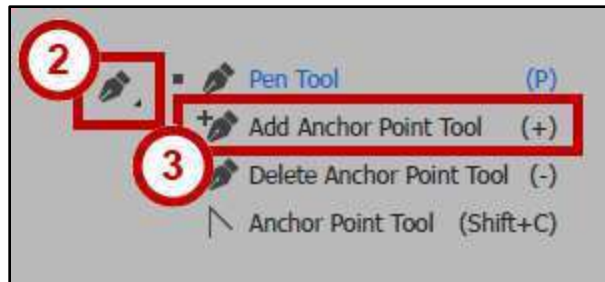 2
Pen Tool (P)
Add Anchor Point Tool (+)
3
Delete Anchor Point Tool (-)
Anchor Point Tool (Shift+C)